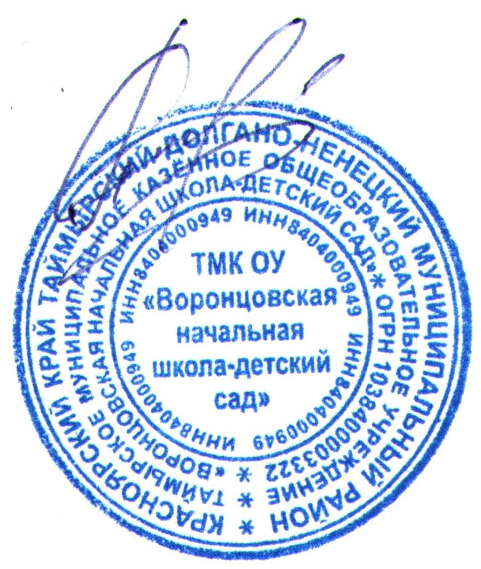 КРАСНОЯРСКИЙ КРАЙ ТАЙМЫРСКИЙ ДОЛГАНО-НЕНЕЦКИЙ МУНИЦИПАЛЬНЫЙ РАЙОН *
ТАЙМЫРСКОЕ МУНИЦИПАЛЬНОЕ КАЗЁННОЕ ОБЩЕОБРАЗОВАТЕЛЬНОЕ УЧРЕЖДЕНИЕ *
«ВОРОНЦОВСКАЯ НАЧАЛЬНАЯ ШКОЛА-ДЕТСКИЙ САД» * ОГРН 1038400003322 *
ИНН8404000949 ИНН8404000949 ИНН8404000949 ИНН8404000949
ТМК ОУ
«Воронцовская
начальная
школа-детский
сад»